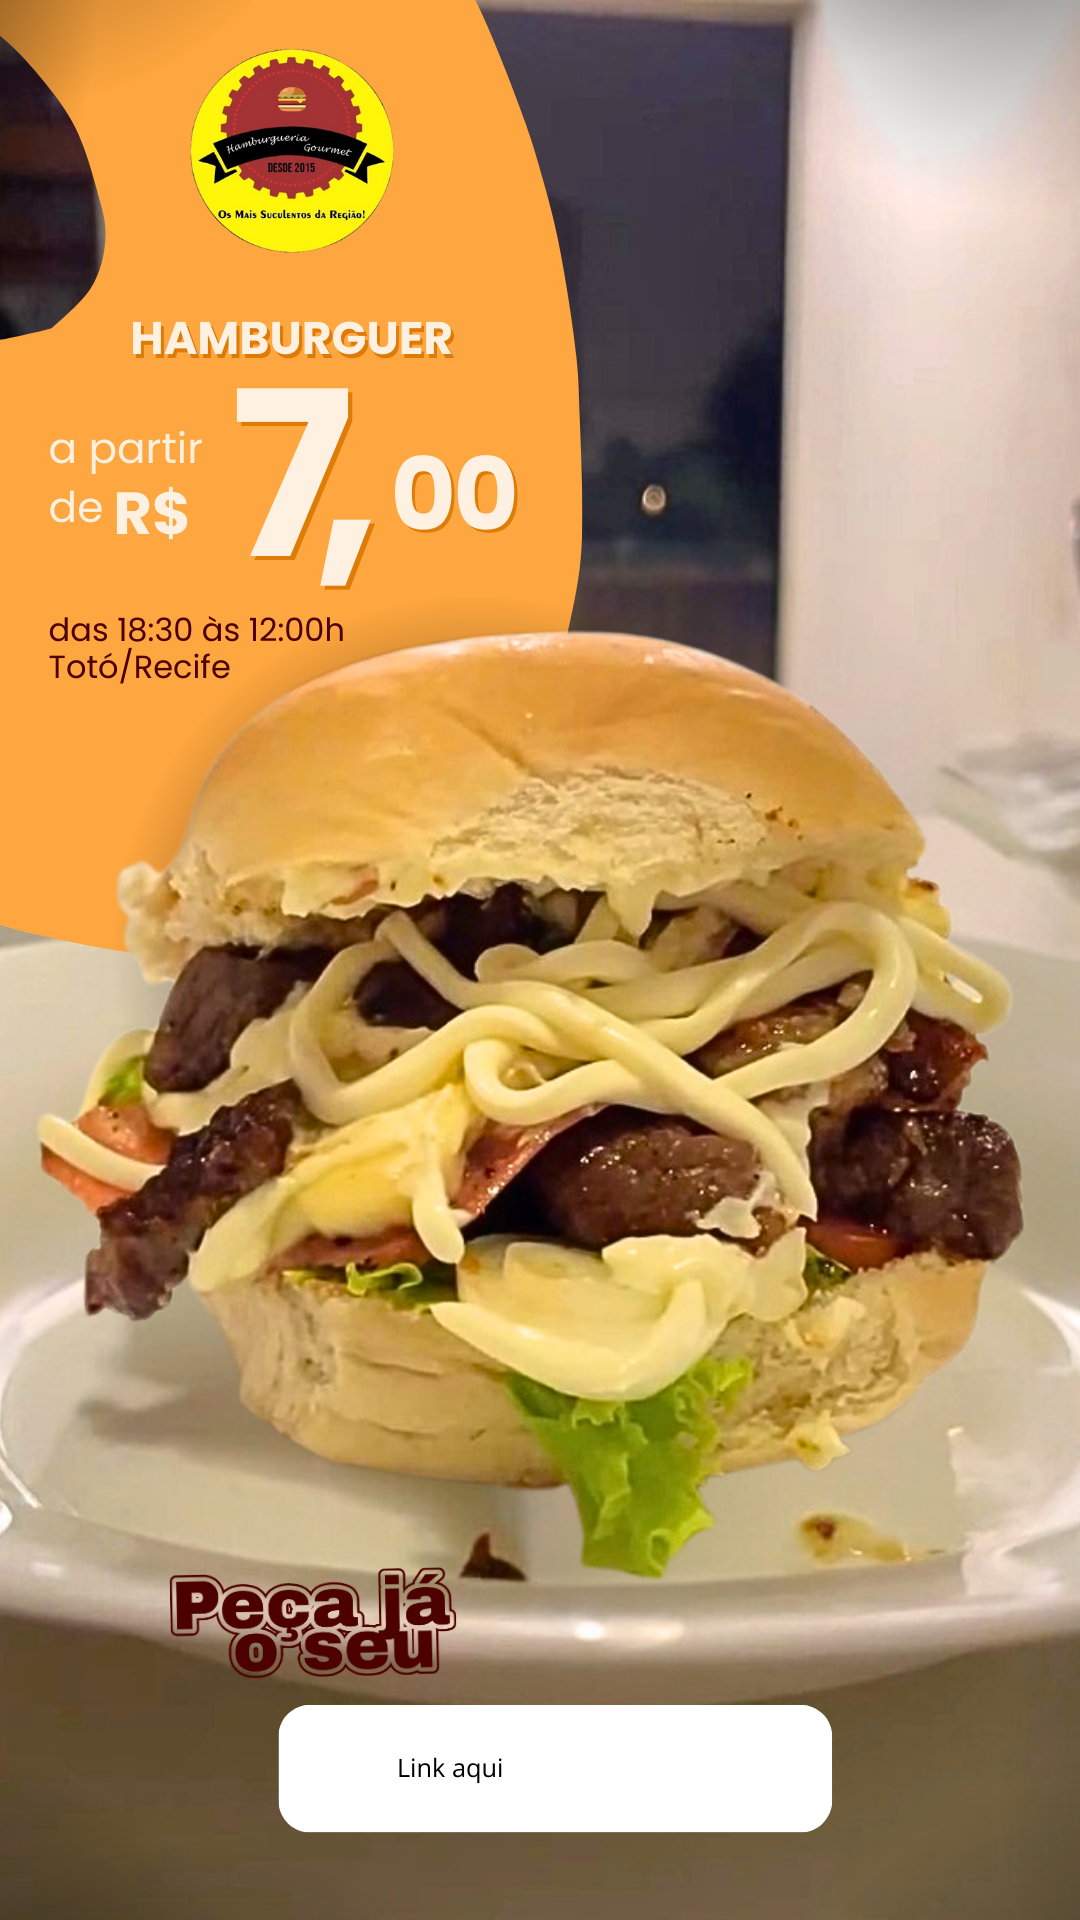 Hamburgueria
Gourmet
DESDE 2015
Os Mais Suculentos da Região!
HAMBURGUER
a partir
de R$ 7,00
das 18:30 às 12:00h
Totó/Recife
Peça já
o seu
Link aqui